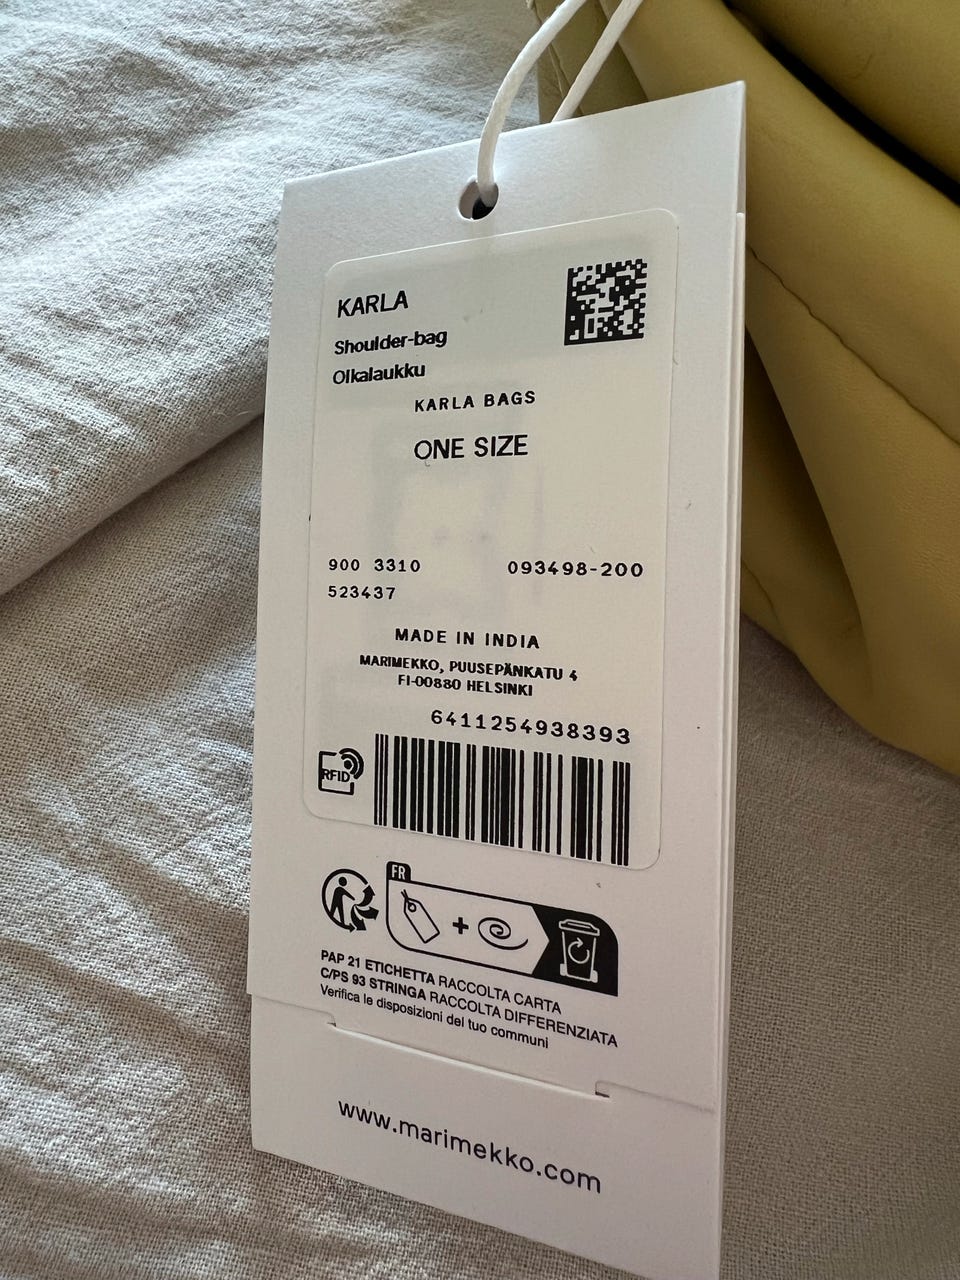 KARLA
Shoulder-bag
Olkalaukku
KARLA BAGS
ONE SIZE
900 3310 093498-200
523437
MADE IN INDIA
MARIMEKKO, PUUSEPÄNKATU 4
FI-00880 HELSINKI
6411254938393
RFID
FR
PAP 21 ETICHETTA RACCOLTA CARTA
C/PS 93 STRINGA RACCOLTA DIFFERENZIATA
Verifica le disposizioni del tuo communi
www.marimekko.com